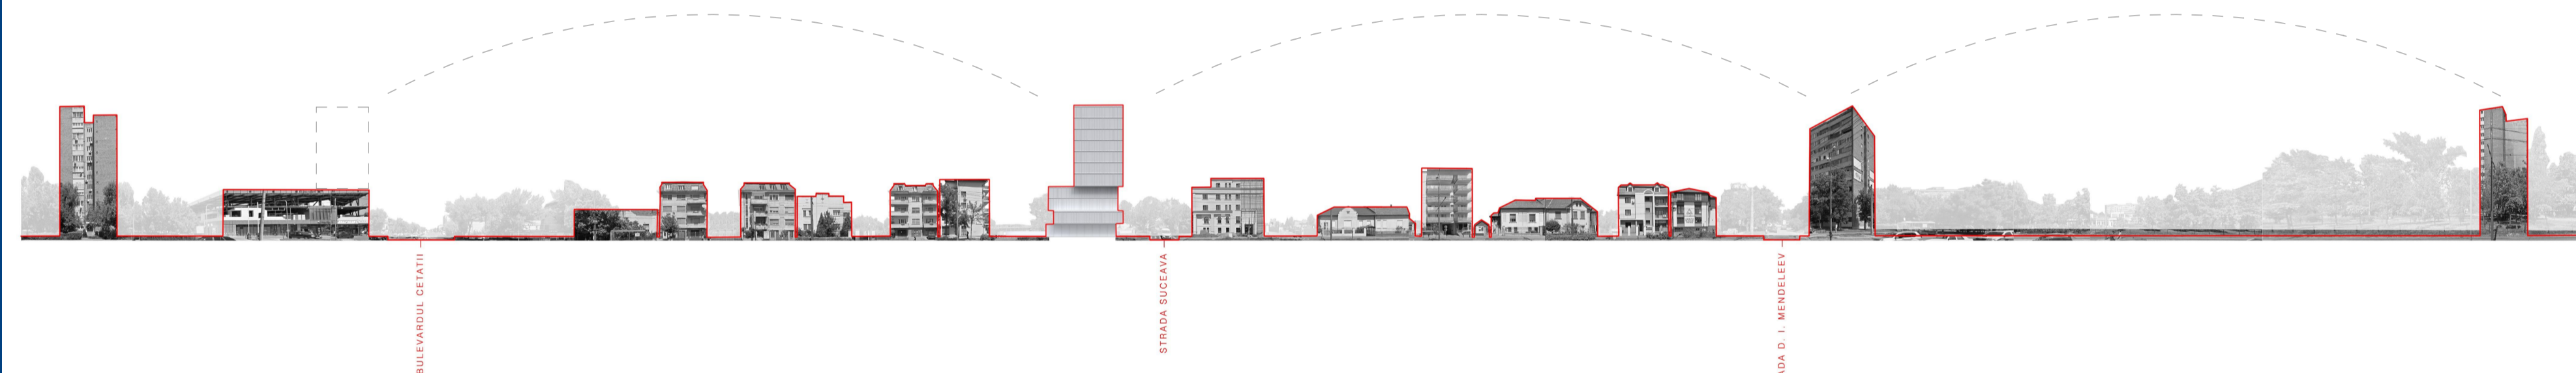 BULEVARDUL CETATII
STRADA SUCEAVA
ADA D. I. MENDELEEV